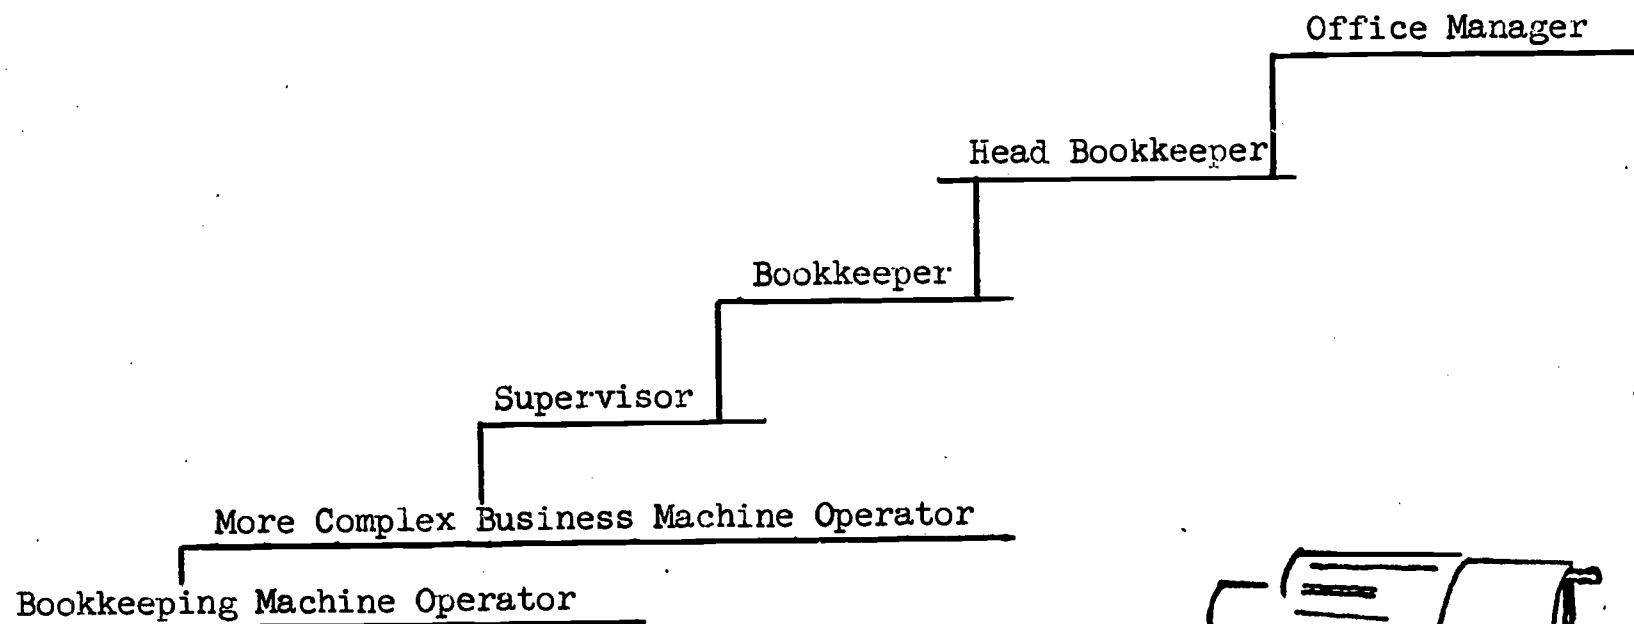 Office Manager
Head Bookkeeper
Bookkeeper
Supervisor
More Complex Business Machine Operator
Bookkeeping Machine Operator